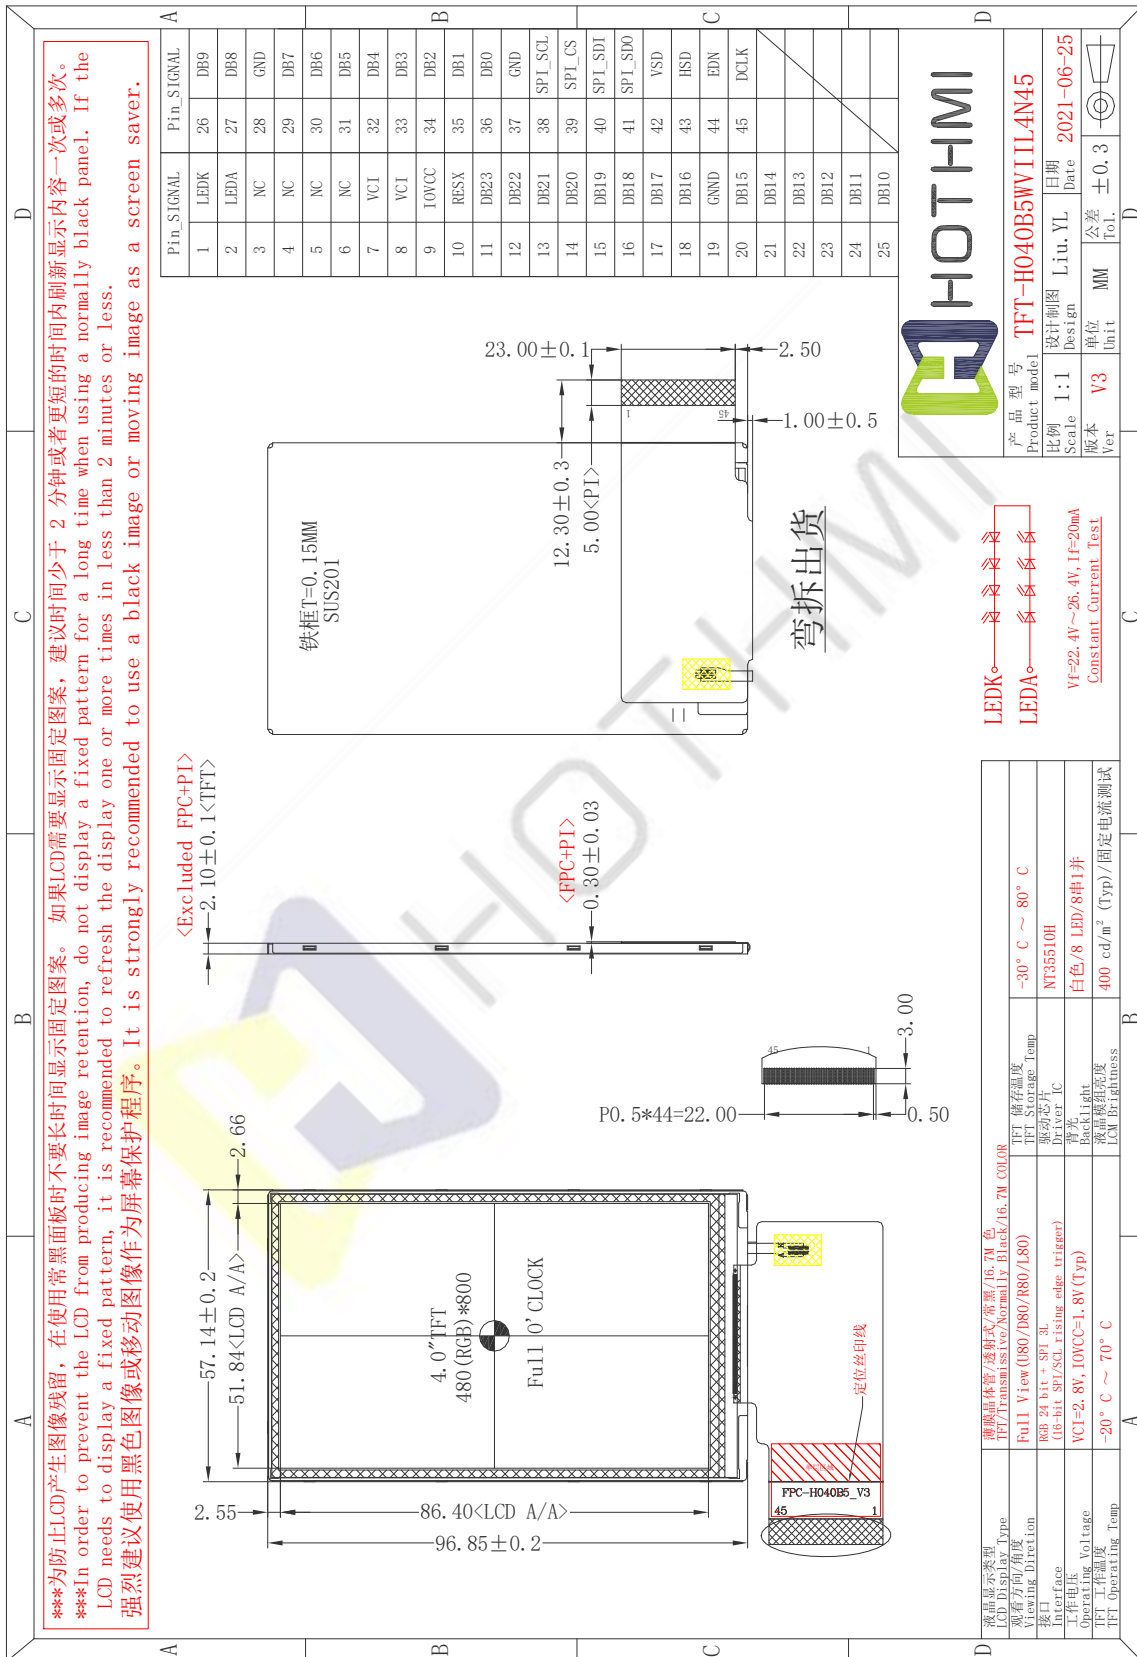 ***为防止LCD产生图像残留, 在使用常黑面板时不要长时间显示固定图案。 如果LCD需要显示固定图案, 建议时间少于 2 分钟或者更短的时间内刷新显示内容一次或多次。
***In order to prevent the LCD from producing image retention, do not display a fixed pattern for a long time when using a normally black panel. If the
LCD needs to display a fixed pattern, it is recommended to refresh the display one or more times in less than 2 minutes or less.
强烈建议使用黑色图像或移动图像作为屏幕保护程序。It is strongly recommended to use a black image or moving image as a screen saver.
A B C D
A B C D
A B C D
A B C D
57.14±0.2
51.84<LCD A/A>
2.66
2.55
86.40<LCD A/A>
96.85±0.2
4.0"TFT
480(RGB)*800
Full O'CLOCK
A K
定位丝印线
FPC-H040B5_V3
45 1
<Excluded FPC+PI>
2.10±0.1<TFT>
<FPC+PI>
0.30±0.03
45 1
P0.5*44=22.00
3.00
0.50
铁框T=0.15MM
SUS201
23.00±0.1
2.50
12.30±0.3
5.00<PI>
1.00±0.5
1 45
弯拆出货
Pin_SIGNAL Pin_SIGNAL
1 LEDK 26 DB9
2 LEDA 27 DB8
3 NC 28 GND
4 NC 29 DB7
5 NC 30 DB6
6 NC 31 DB5
7 VCI 32 DB4
8 VCI 33 DB3
9 IOVCC 34 DB2
10 RESX 35 DB1
11 DB23 36 DB0
12 DB22 37 GND
13 DB21 38 SPI_SCL
14 DB20 39 SPI_CS
15 DB19 40 SPI_SDI
16 DB18 41 SPI_SDO
17 DB17 42 VSD
18 DB16 43 HSD
19 GNND 44 EDN
20 DB15 45 DCLK
21 DB14
22 DB13
23 DB12
24 DB11
25 DB10
LEDK
LEDA
Vf=22.4V~26.4V, If=20mA
Constant Current Test
HOTHMI
HOTHMI
产品型号
Product model
TFT-H040B5WVIIL4N45
比例
Scale
1:1
设计制图
Design
Liu.YL
日期
Date
2021-06-25
版本
Ver
V3
单位
Unit
MM
公差
Tol.
±0.3
液晶显示类型
LCD Display Type
薄膜晶体管/透射式/常黑/16.7M 色
TFT/Transmissive/Normally Black/16.7M COLOR
观看方向/角度
Viewing Diretion
Full View(U80/D80/R80/L80)
接口
Interface
RGB 24 bit + SPI 3L
(16-bit SPI/SCL rising edge trigger)
工作电压
Operating Voltage
VCI=2.8V, IOVCC=1.8V(Typ)
TFT 工作温度
TFT Operating Temp
-20° C ~ 70° C
TFT 储存温度
TFT Storage Temp
-30° C ~ 80° C
驱动芯片
Driver IC
NT35510H
背光
Backlight
白色/8 LED/8串1并
液晶模组亮度
LCM Brightness
400 cd/m² (Typ)/固定电流测试